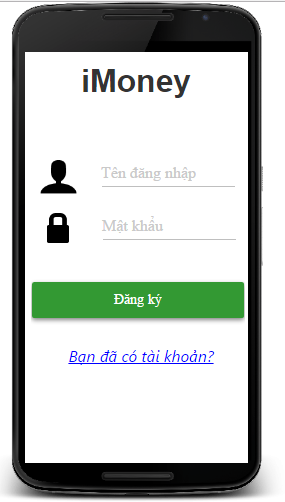 iMoney
Tên đăng nhập
Mật khẩu
Đăng ký
Bạn đã có tài khoản?